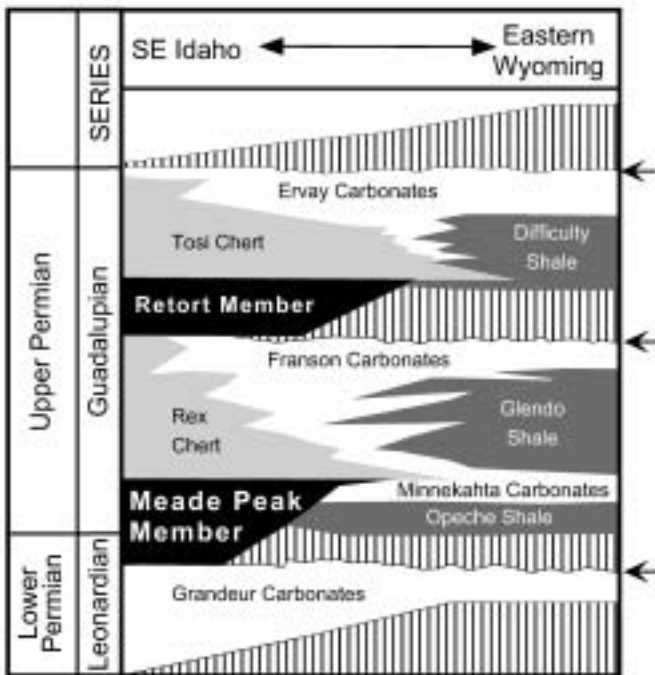 SERIES
SE Idaho
Eastern
Wyoming
Upper Permian
Guadalupian
Ervay Carbonates
Tosi Chert
Difficulty
Shale
Retort Member
Franson Carbonates
Rex
Chert
Glendo
Shale
Meade Peak
Member
Minnekahta Carbonates
Opeche Shale
Lower
Permian
Leonardian
Grandeur Carbonates